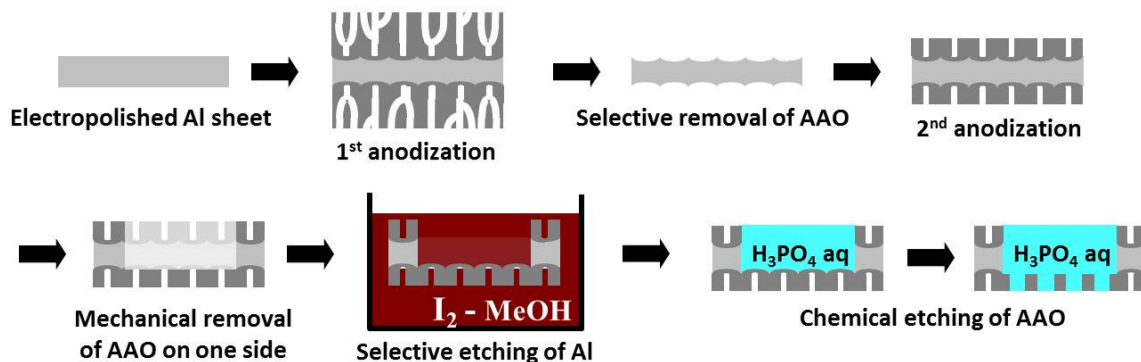 Electropolished Al sheet
1st anodization
Selective removal of AAO
2nd anodization
Mechanical removal
of AAO on one side
I2 - MeOH
Selective etching of Al
H3PO4 aq
H3PO4 aq
Chemical etching of AAO